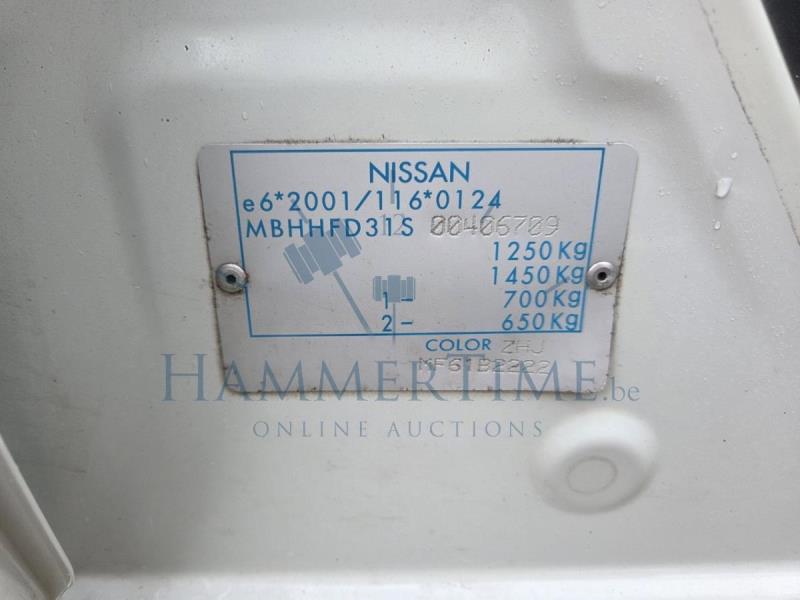 NISSAN
e6*2001/116*0124
MBHHFD31S 00406709
1250Kg
1450Kg
1- 700Kg
2- 650Kg
COLOR ZHJ
MF61B2222
HAMMERTIME.be
ONLINE AUCTIONS